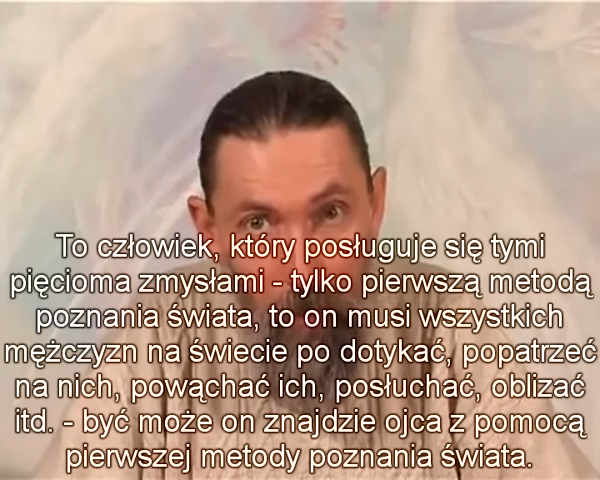 To człowiek, który posługuje się tymi
pięcioma zmysłami - tylko pierwszą metodą
poznania świata, to on musi wszystkich
mężczyzn na świecie po dotykać, popatrzeć
na nich, powąchać ich, posłuchać, oblizać
itd. - być może on znajdzie ojca z pomocą
pierwszej metody poznania świata.